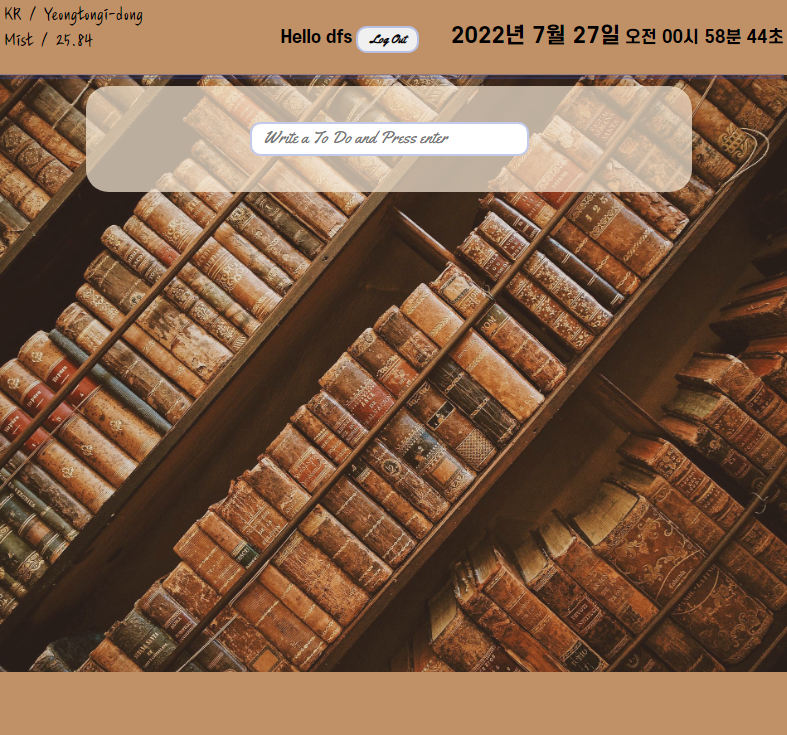 KR / Yeongtongi-dong
Mist / 25.84
Hello dfs
Log Out
2022년 7월 27일 오전 00시 58분 44초
Write a To Do and Press enter